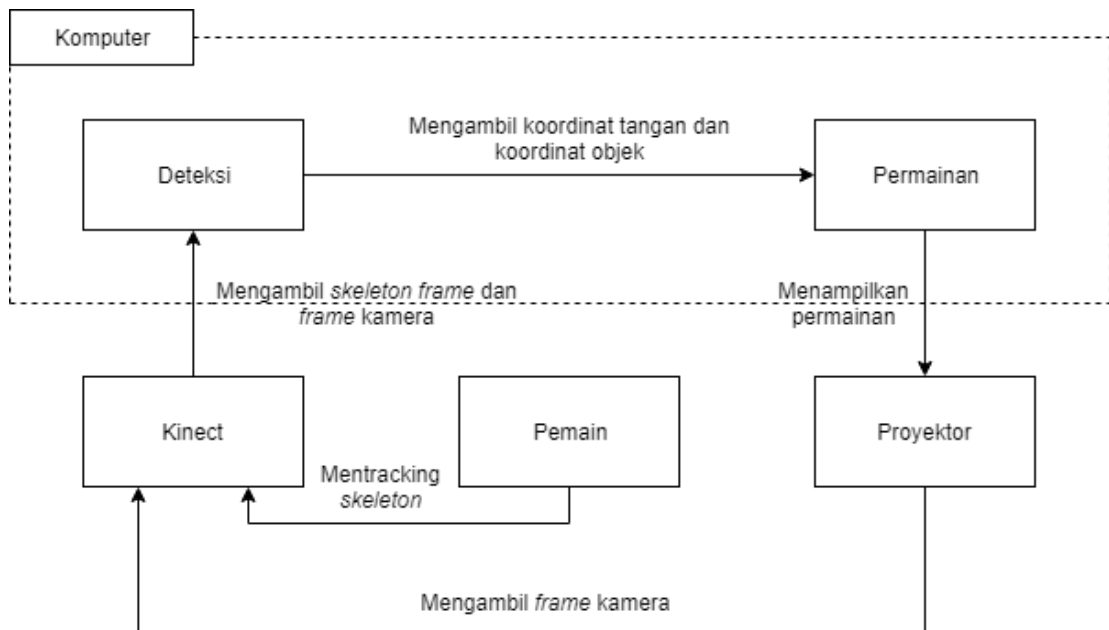 Komputer
Mengambil koordinat tangan dan
koordinat objek
Deteksi
Permainan
Mengambil skeleton frame dan
frame kamera
Menampilkan
permainan
Kinect
Pemain
Proyektor
Mentracking
skeleton
Mengambil frame kamera